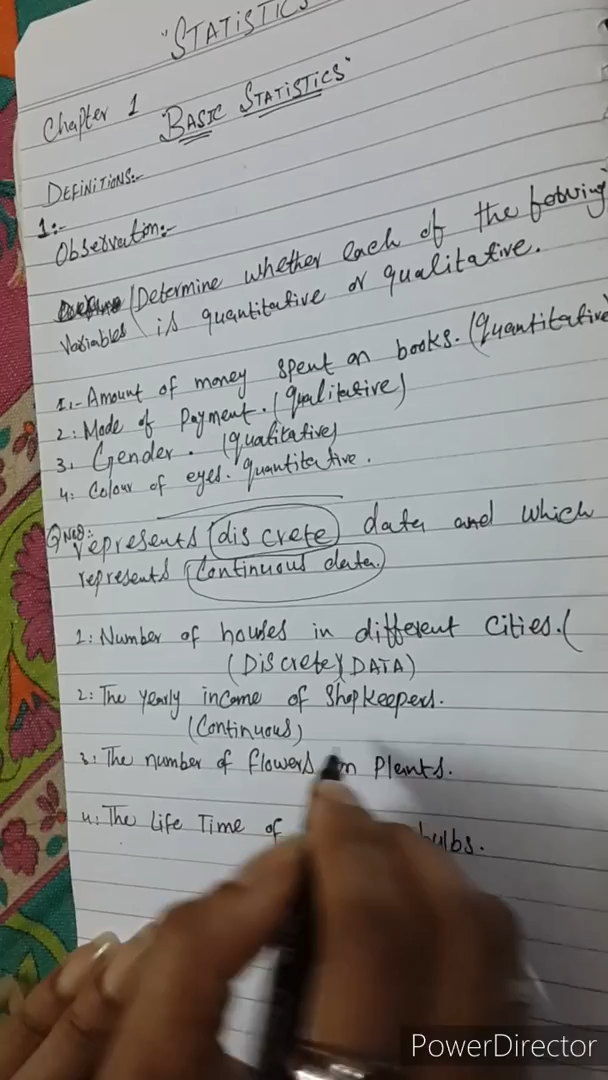 "STATISTICS
Chapter 1
"BASIC STATISTICS"
DEFINITIONS:-
1:-
Observation:-
Determine whether each of the
Variables is quantitative or qualitative.
1,- Amount of money spent on books. (quantitative
2: Mode of Payment. (qualitative)
3, Gender. (qualitative)
4: Colour of eyes. quantitative.
Q No2:
represents discrete data and which
represents Continuous data.
1: Number of houses in different Cities. (
(Discrete) (DATA)
2: The yearly income of Shopkeepers.
(Continuous)
3: The number of flowers on Plants.
4: The Life Time of bulbs.
PowerDirector